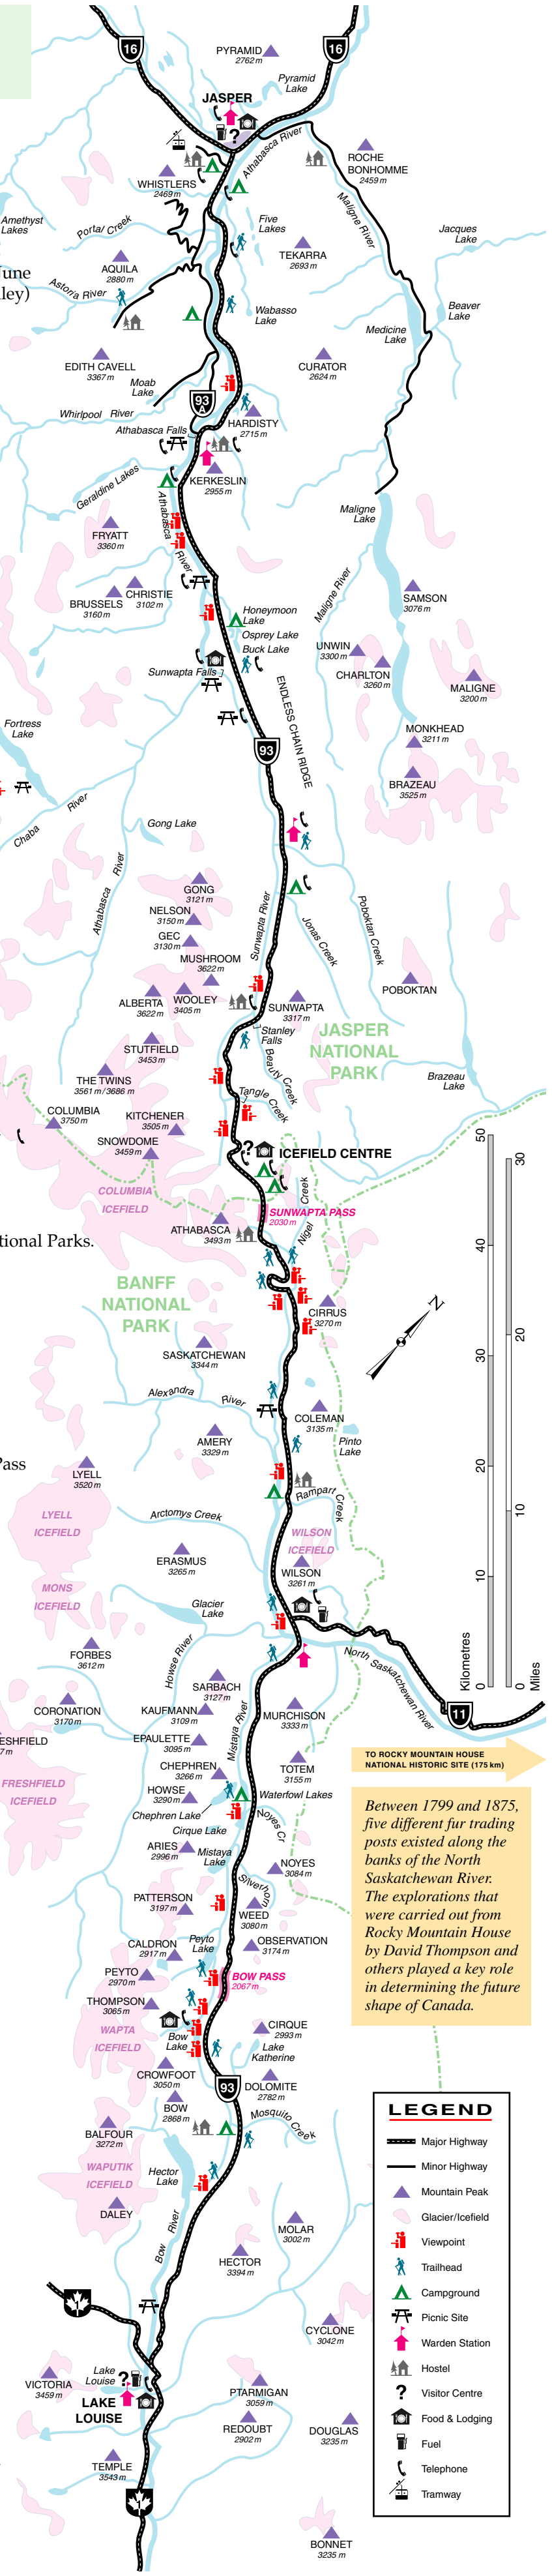 16
16
PYRAMID
2762 m
Pyramid
Lake
JASPER
?
Athabasca River
ROCHE
BONHOMME
2459 m
WHISTLERS
2469 m
Maligne River
Amethyst
Lakes
Portal Creek
Five
Lakes
Jacques
Lake
TEKARRA
2693 m
June
ley)
AQUILA
2880 m
Astoria River
Beaver
Lake
Wabasso
Lake
Medicine
Lake
EDITH CAVELL
3367 m
CURATOR
2624 m
Moab
Lake
93
A
Whirlpool River
HARDISTY
2715 m
Athabasca Falls
KERKESLIN
2955 m
Geraldine Lakes
Athabasca
River
Maligne
Lake
FRYATT
3360 m
BRUSSELS
3160 m
CHRISTIE
3102 m
Maligne River
SAMSON
3076 m
Honeymoon
Lake
Osprey Lake
Buck Lake
UNWIN
3300 m
CHARLTON
3260 m
Sunwapta Falls
MALIGNE
3200 m
ENDLESS CHAIN RIDGE
Fortress
Lake
MONKHEAD
3211 m
93
BRAZEAU
3525 m
Chaba River
Gong Lake
Athabasca River
GONG
3121 m
NELSON
3150 m
GEC
3130 m
MUSHROOM
3622 m
Sunwapta River
Jonas Creek
Poboktan Creek
ALBERTA
3622 m
WOOLEY
3405 m
SUNWAPTA
3317 m
POBOKTAN
Stanley
Falls
JASPER
NATIONAL
PARK
STUTFIELD
3453 m
Beauty Creek
THE TWINS
3561 m / 3686 m
Brazeau
Lake
Tangle Creek
COLUMBIA
3750 m
KITCHENER
3505 m
SNOWDOME
3459 m
?
ICEFIELD CENTRE
COLUMBIA
ICEFIELD
SUNWAPTA PASS
2030 m
Nigel Creek
ATHABASCA
3493 m
tional Parks.
BANFF
NATIONAL
PARK
CIRRUS
3270 m
N
SASKATCHEWAN
3344 m
Alexandra River
COLEMAN
3135 m
AMERY
3329 m
Pinto
Lake
Pass
LYELL
3520 m
Rampart Creek
LYELL
ICEFIELD
Arctomys Creek
WILSON
ICEFIELD
ERASMUS
3265 m
WILSON
3261 m
MONS
ICEFIELD
Glacier
Lake
50
40
30
20
10
0
Kilometres
30
20
10
0
Miles
FORBES
3612 m
Howse River
North Saskatchewan River
SARBACH
3127 m
CORONATION
3170 m
KAUFMANN
3109 m
MURCHISON
3333 m
11
ESHFIELD
7 m
EPAULETTE
3095 m
Mistaya River
TO ROCKY MOUNTAIN HOUSE
NATIONAL HISTORIC SITE (175 km)
CHEPHREN
3266 m
TOTEM
3155 m
FRESHFIELD
ICEFIELD
HOWSE
3290 m
Waterfowl Lakes
Chephren Lake
Cirque Lake
Noyes Cr
Between 1799 and 1875,
five different fur trading
posts existed along the
banks of the North
Saskatchewan River.
The explorations that
were carried out from
Rocky Mountain House
by David Thompson and
others played a key role
in determining the future
shape of Canada.
ARIES
2996 m
Mistaya
Lake
NOYES
3084 m
Silverhorn
PATTERSON
3197 m
WEED
3080 m
Peyto
Lake
OBSERVATION
3174 m
CALDRON
2917 m
PEYTO
2970 m
BOW PASS
2067 m
THOMPSON
3065 m
WAPTA
ICEFIELD
Bow
Lake
CIRQUE
2993 m
Lake
Katherine
CROWFOOT
3050 m
93
DOLOMITE
2782 m
BOW
2868 m
Mosquito Creek
BALFOUR
3272 m
WAPUTIK
ICEFIELD
Hector
Lake
DALEY
MOLAR
3002 m
Bow River
HECTOR
3394 m
1
CYCLONE
3042 m
VICTORIA
3459 m
Lake
Louise
?
LAKE
LOUISE
PTARMIGAN
3059 m
REDOUBT
2902 m
DOUGLAS
3235 m
TEMPLE
3543 m
1
BONNET
3235 m
LEGEND
Major Highway
Minor Highway
Mountain Peak
Glacier/Icefield
Viewpoint
Trailhead
Campground
Picnic Site
Warden Station
Hostel
? Visitor Centre
Food & Lodging
Fuel
Telephone
Tramway